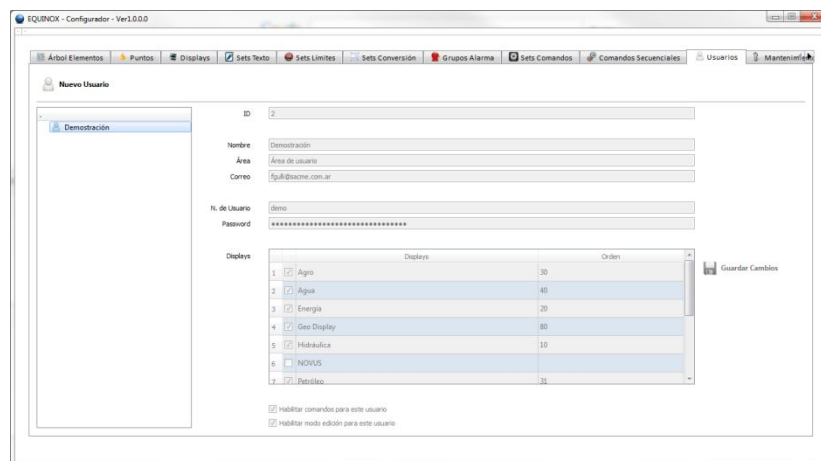 EQUINOX - Configurador - Ver1.0.0.0
Árbol Elementos Puntos Displays Sets Texto Sets Límites Sets Conversión Grupos Alarma Sets Comandos Comandos Secuenciales Usuarios Mantenimiento
Nuevo Usuario
Demostración
ID 2
Nombre Demostración
Área Área de usuario
Correo fgulli@sacme.com.ar
N. de Usuario demo
Password ********************************
Displays Displays Orden
1 Agro 30
2 Agua 40
3 Energía 20
4 Geo Display 80
5 Hidráulica 10
6 NOVUS
7 Petróleo 31
Guardar Cambios
Habilitar comandos para este usuario
Habilitar modo edición para este usuario